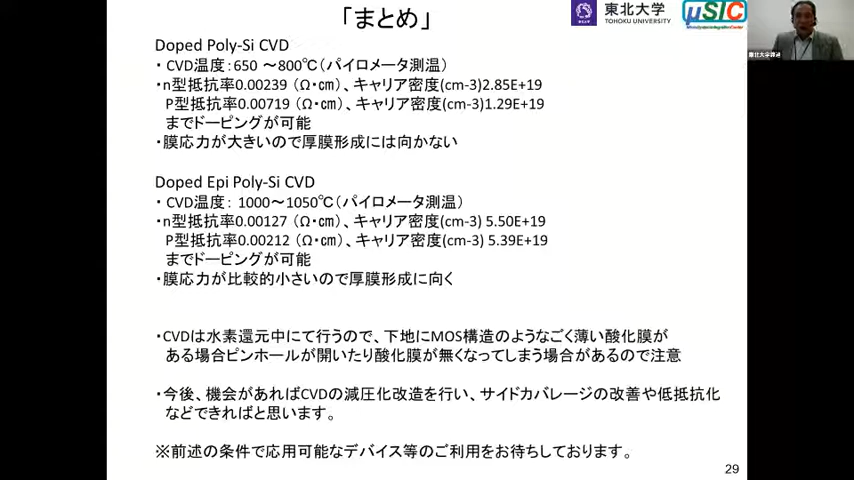 「まとめ」
東北大学
TOHOKU UNIVERSITY
μSIC
Doped Poly-Si CVD
・CVD温度：650 ～800℃（パイロメータ測温）
・n型抵抗率0.00239 （Ω・㎝）、キャリア密度(cm-3)2.85E+19
P型抵抗率0.00719 （Ω・㎝）、キャリア密度(cm-3)1.29E+19
までドーピングが可能
・膜応力が大きいので厚膜形成には向かない
Doped Epi Poly-Si CVD
・CVD温度： 1000～1050℃（パイロメータ測温）
・n型抵抗率0.00127 （Ω・㎝）、キャリア密度(cm-3) 5.50E+19
P型抵抗率0.00212 （Ω・㎝）、キャリア密度(cm-3) 5.39E+19
までドーピングが可能
・膜応力が比較的小さいので厚膜形成に向く
・CVDは水素還元中にて行うので、下地にMOS構造のようなごく薄い酸化膜が
ある場合ピンホールが開いたり酸化膜が無くなってしまう場合があるので注意
・今後、機会があればCVDの減圧化改造を行い、サイドカバレージの改善や低抵抗化
などできればと思います。
※前述の条件で応用可能なデバイス等のご利用をお待ちしております。
29